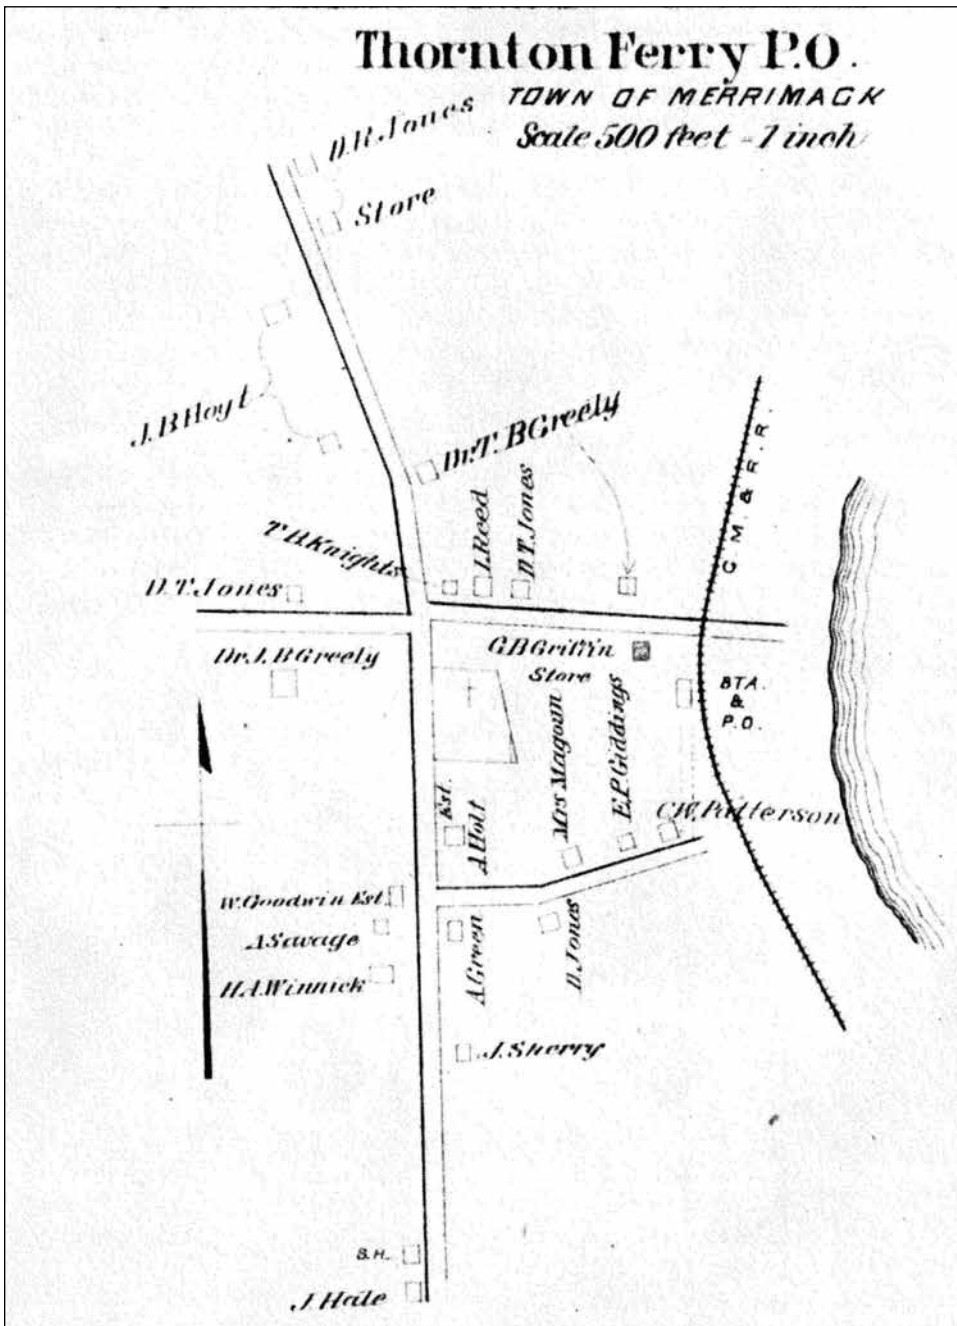 Thornton Ferry P.O.
TOWN OF MERRIMACK
Scale 500 feet - 1 inch
D.R. Jones
Store
J.B Hoyt
Dr. T. B Greely
C. M. & R. R.
T.B. Knights
J. Reed
D.T. Jones
D.T. Jones
Dr. J. B Greely
G B Griffin
Store
STA.
&
P.O.
Est.
A Holt
Mrs Magoun
E.P. Giddings
C.W. Patterson
W. Goodwin Est
A Savage
H.A. Winnick
A Green
D. Jones
J. Sherry
S.H.
J. Hale